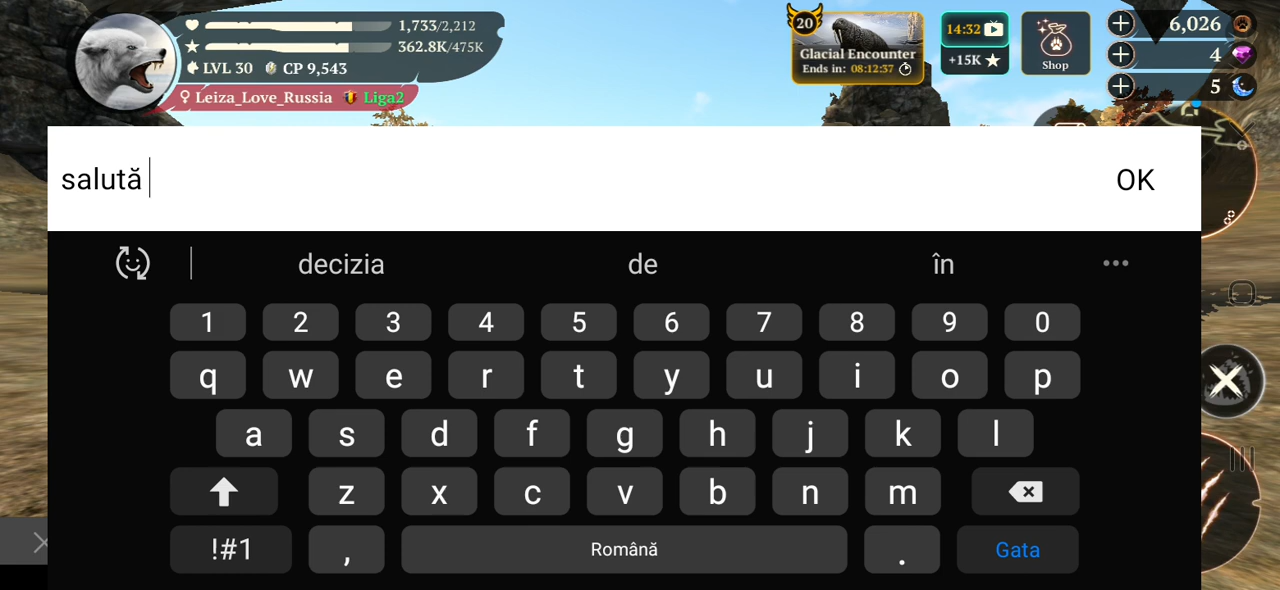 1,733/2,212
362.8K/475K
LVL 30 CP 9,543
Leiza_Love_Russia Liga2
20
Glacial Encounter
Ends in: 08:12:37
14:32
+15K
Shop
6,026
4
5
salută
OK
decizia de în
1 2 3 4 5 6 7 8 9 0
q w e r t y u i o p
a s d f g h j k l
z x c v b n m
!#1 , Română . Gata